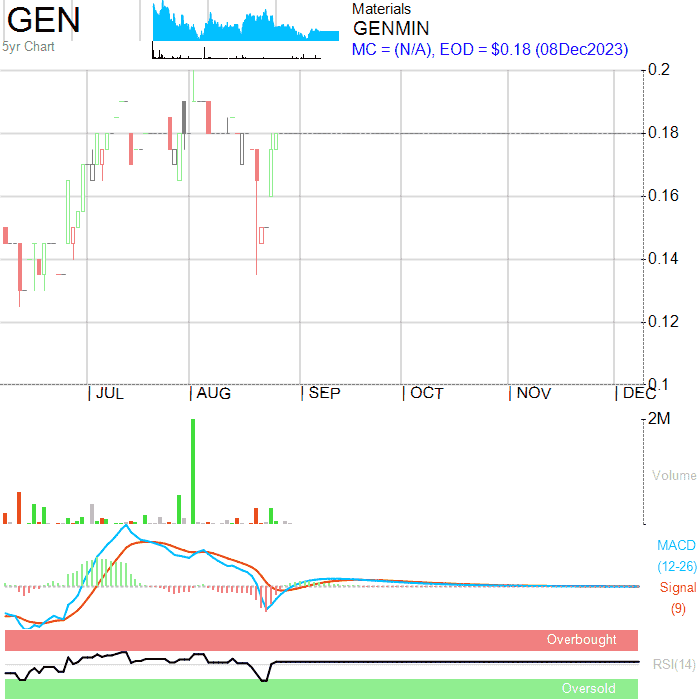 GEN
5yr Chart
Materials
GENMIN
MC = (N/A), EOD = $0.18 (08Dec2023)
0.2
0.18
0.16
0.14
0.12
0.1
JUL AUG SEP OCT NOV DEC
2M
Volume
MACD
(12-26)
Signal
(9)
Overbought
RSI(14)
Oversold